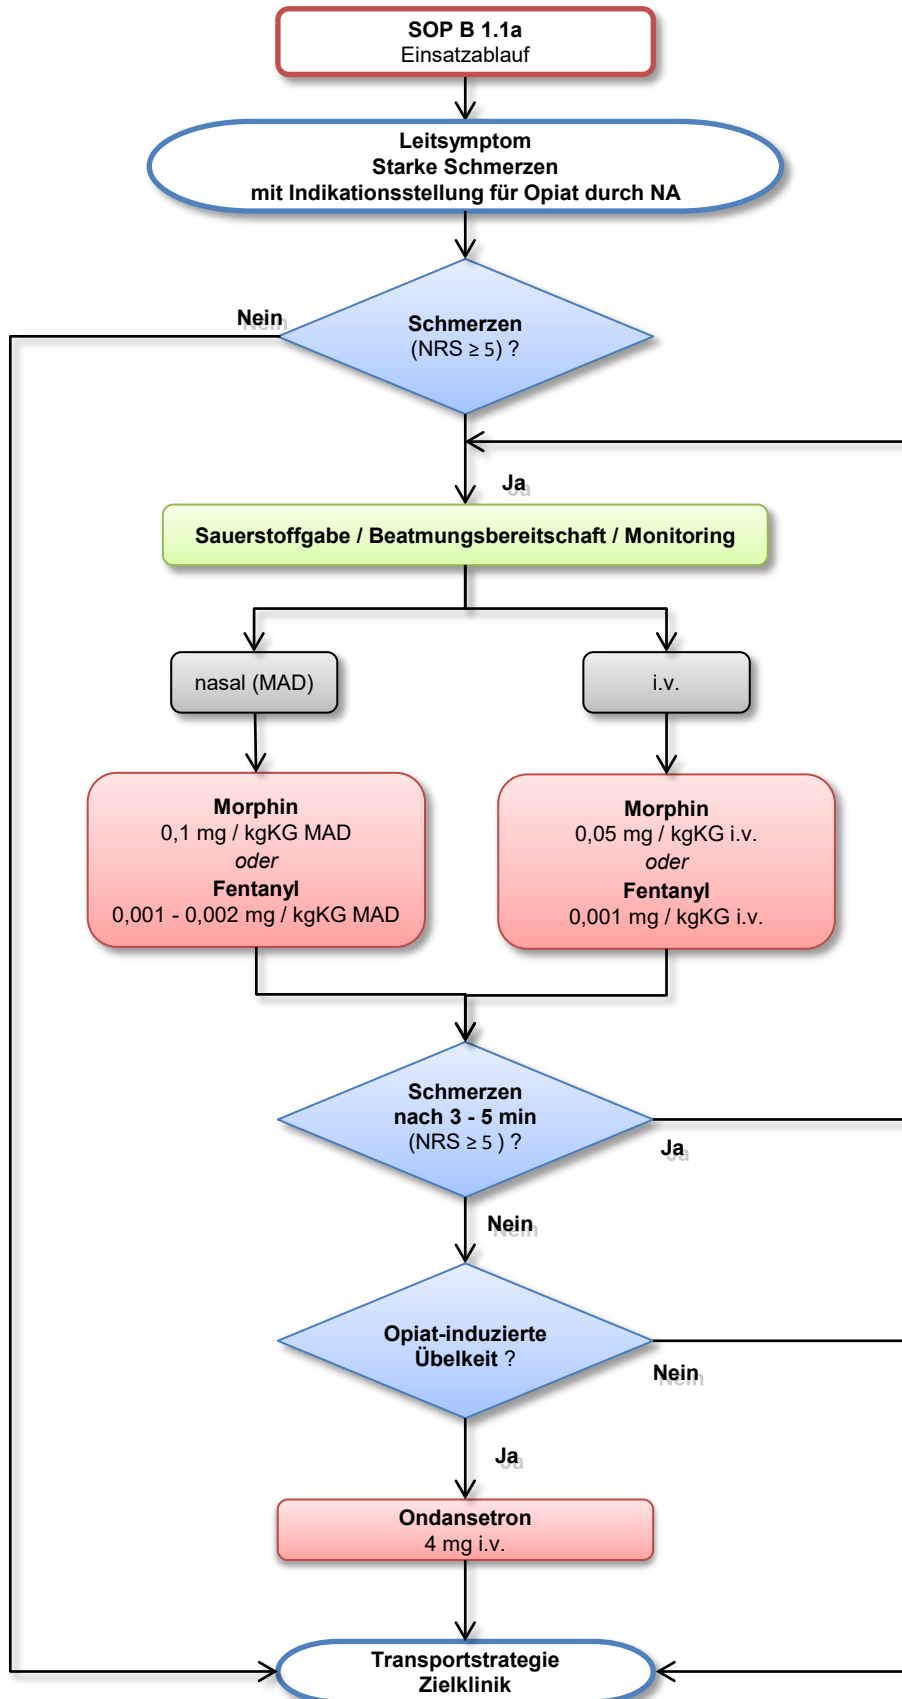 SOP B 1.1a
Einsatzablauf
Leitsymptom
Starke Schmerzen
mit Indikationsstellung für Opiat durch NA
Nein
Schmerzen
(NRS ≥ 5) ?
Ja
Sauerstoffgabe / Beatmungsbereitschaft / Monitoring
nasal (MAD)
i.v.
Morphin
0,1 mg / kgKG MAD
oder
Fentanyl
0,001 - 0,002 mg / kgKG MAD
Morphin
0,05 mg / kgKG i.v.
oder
Fentanyl
0,001 mg / kgKG i.v.
Schmerzen
nach 3 - 5 min
(NRS ≥ 5 ) ?
Ja
Nein
Opiat-induzierte
Übelkeit ?
Nein
Ja
Ondansetron
4 mg i.v.
Transportstrategie
Zielklinik